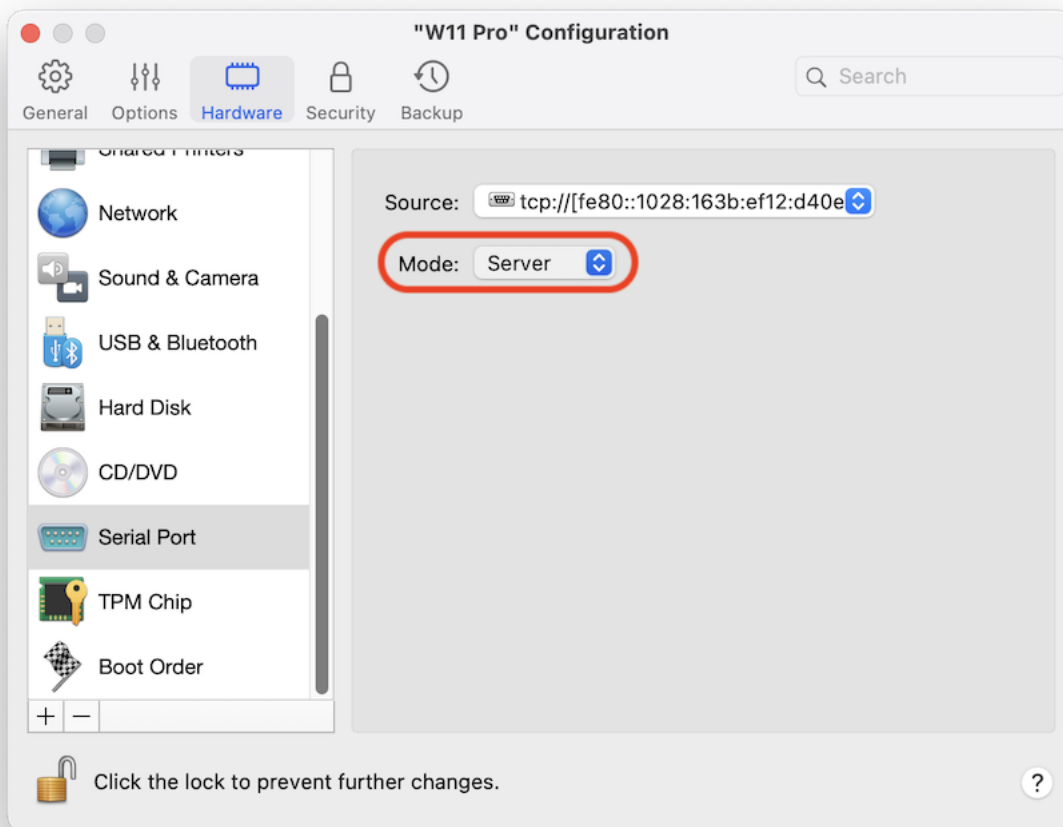 "W11 Pro" Configuration
General Options Hardware Security Backup
Search
Shared Printers
Network
Sound & Camera
USB & Bluetooth
Hard Disk
CD/DVD
Serial Port
TPM Chip
Boot Order
+ −
Source: tcp://[fe80::1028:163b:ef12:d40e
Mode: Server
Click the lock to prevent further changes.
?